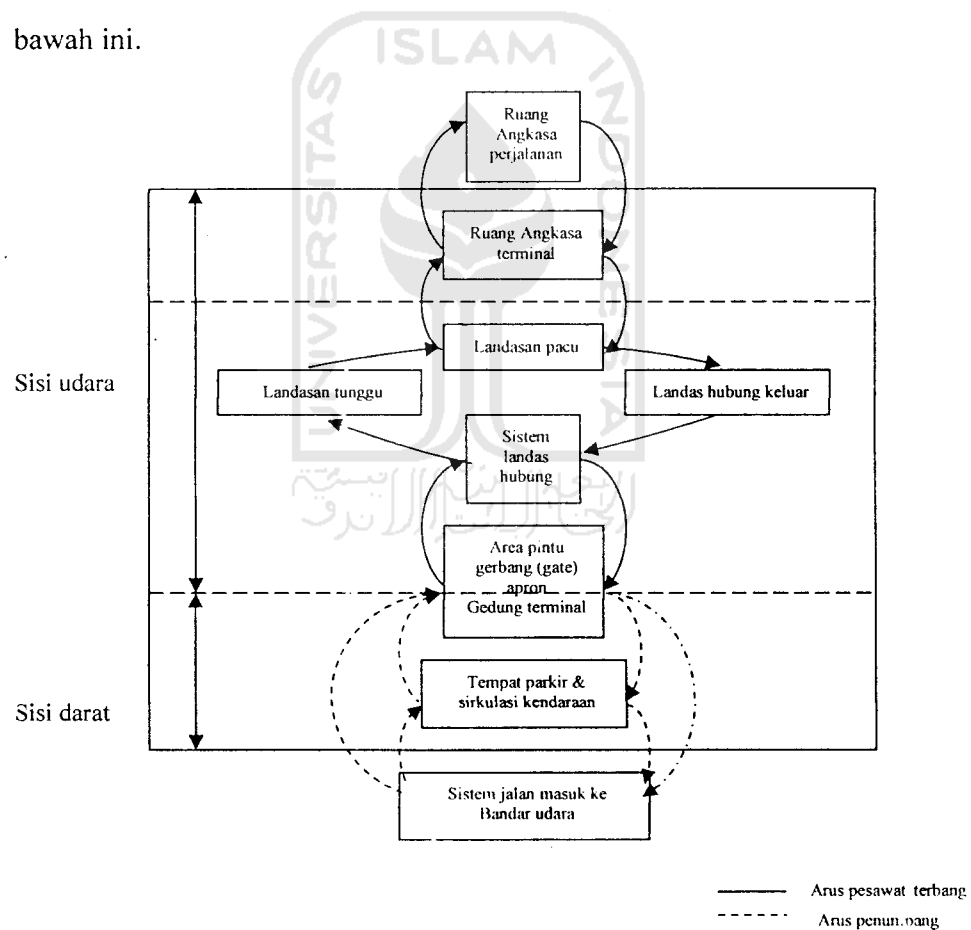 bawah ini.
UNIVERSITAS
ISLAM
INDONESIA
Ruang
Angkasa
perjalanan
Ruang Angkasa
terminal
Landasan pacu
Sisi udara
Landasan tunggu
Landas hubung keluar
Sistem
landas
hubung
Area pintu
gerbang (gate)
apron
Gedung terminal
Tempat parkir &
sirkulasi kendaraan
Sisi darat
Sistem jalan masuk ke
Bandar udara
Arus pesawat terbang
Arus